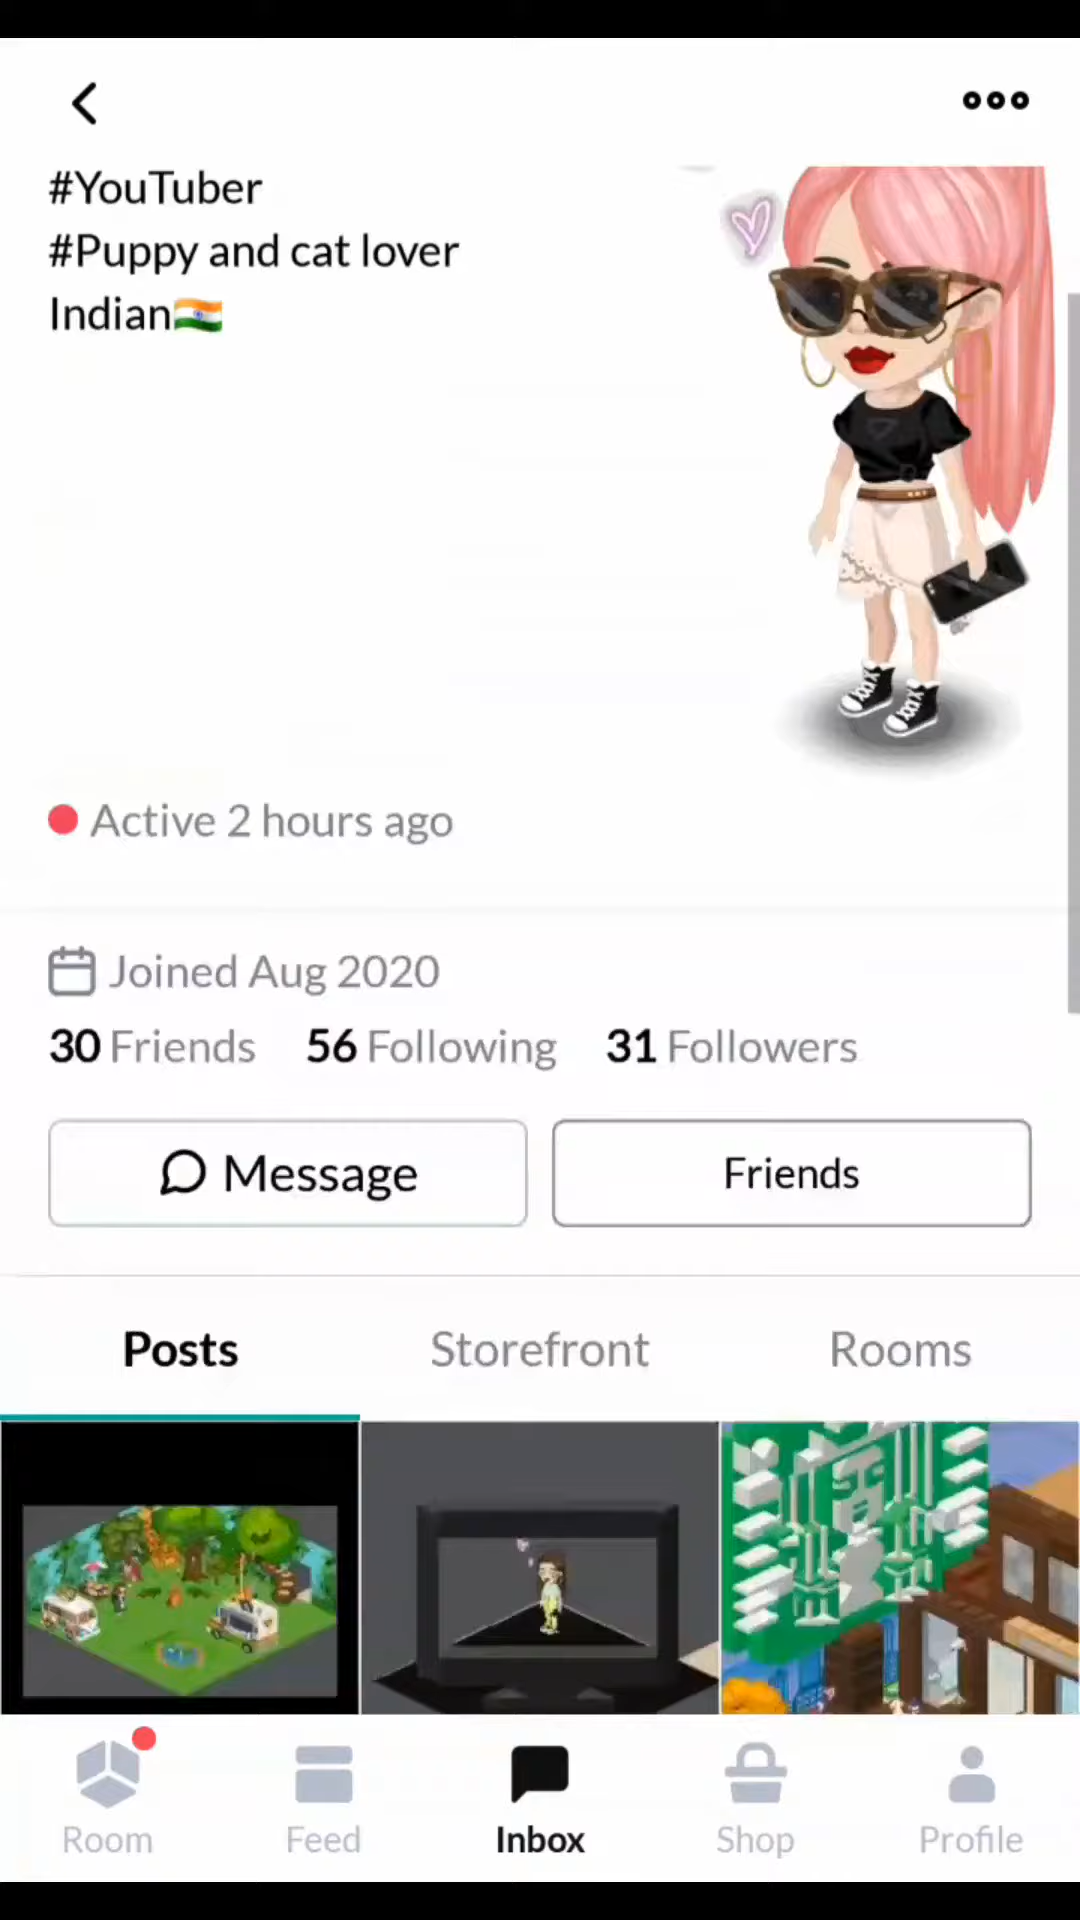 #YouTuber
#Puppy and cat lover
Indian🇮🇳
Active 2 hours ago
Joined Aug 2020
30 Friends 56 Following 31 Followers
Message Friends
Posts Storefront Rooms
Room Feed Inbox Shop Profile